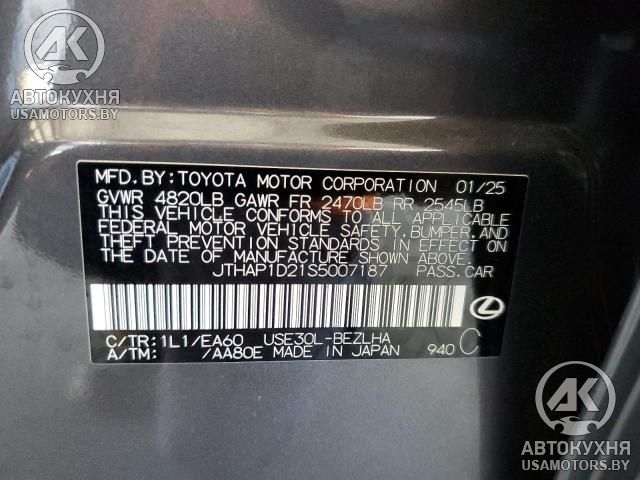 AK
АВТОКУХНЯ
USAMOTORS.BY
MFD.BY:TOYOTA MOTOR CORPORATION 01/25
GVWR 4820LB GAWR FR 2470LB RR 2545LB
THIS VEHICLE CONFORMS TO ALL APPLICABLE
FEDERAL MOTOR VEHICLE SAFETY,BUMPER,AND
THEFT PREVENTION STANDARDS IN EFFECT ON
THE DATE OF MANUFACTURE SHOWN ABOVE.
JTHAP1D21S5007187 PASS.CAR
C/TR:1L1/EA60 USE30L-BEZLHA
A/TM: /AA80E MADE IN JAPAN 940 C
AK
АВТОКУХНЯ
USAMOTORS.BY